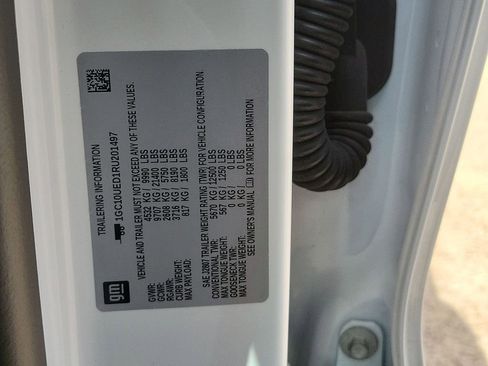 TRAILERING INFORMATION
1GC10UED1RU201497
VEHICLE AND TRAILER MUST NOT EXCEED ANY OF THESE VALUES.
GVWR: 4532 KG / 9990 LBS
GCWR: 9707 KG / 21400 LBS
RGAWR: 2608 KG / 5750 LBS
CURB WEIGHT: 3716 KG / 8190 LBS
MAX PAYLOAD: 817 KG / 1800 LBS
SAE J2807 TRAILER WEIGHT RATING (TWR) FOR VEHICLE CONFIGURATION.
CONVENTIONAL TWR: 5670 KG / 12500 LBS
MAX TONGUE WEIGHT: 567 KG / 1250 LBS
GOOSENECK TWR: 0 KG / 0 LBS
MAX TONGUE WEIGHT: 0 KG / 0 LBS
SEE OWNER'S MANUAL FOR MORE INFORMATION
gm